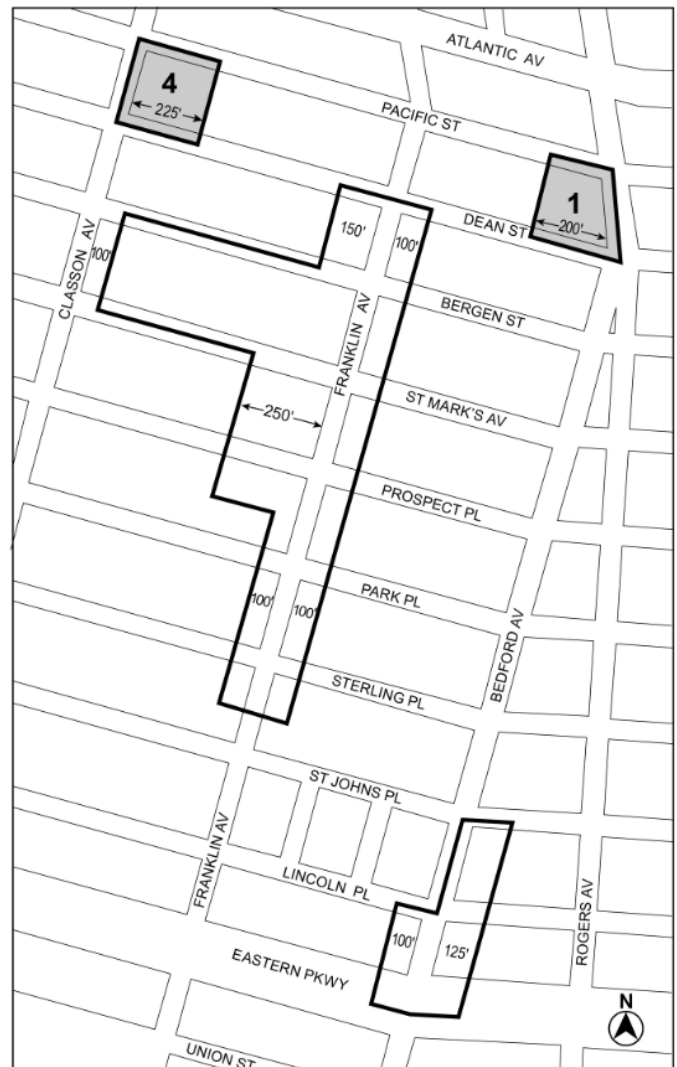 ATLANTIC AV
4
225'
PACIFIC ST
1
200'
DEAN ST
150'
100'
CLASSON AV
100'
BERGEN ST
FRANKLIN AV
ST MARK'S AV
250'
PROSPECT PL
PARK PL
100'
100'
BEDFORD AV
STERLING PL
ST JOHNS PL
FRANKLIN AV
LINCOLN PL
ROGERS AV
100'
125'
EASTERN PKWY
N
UNION ST